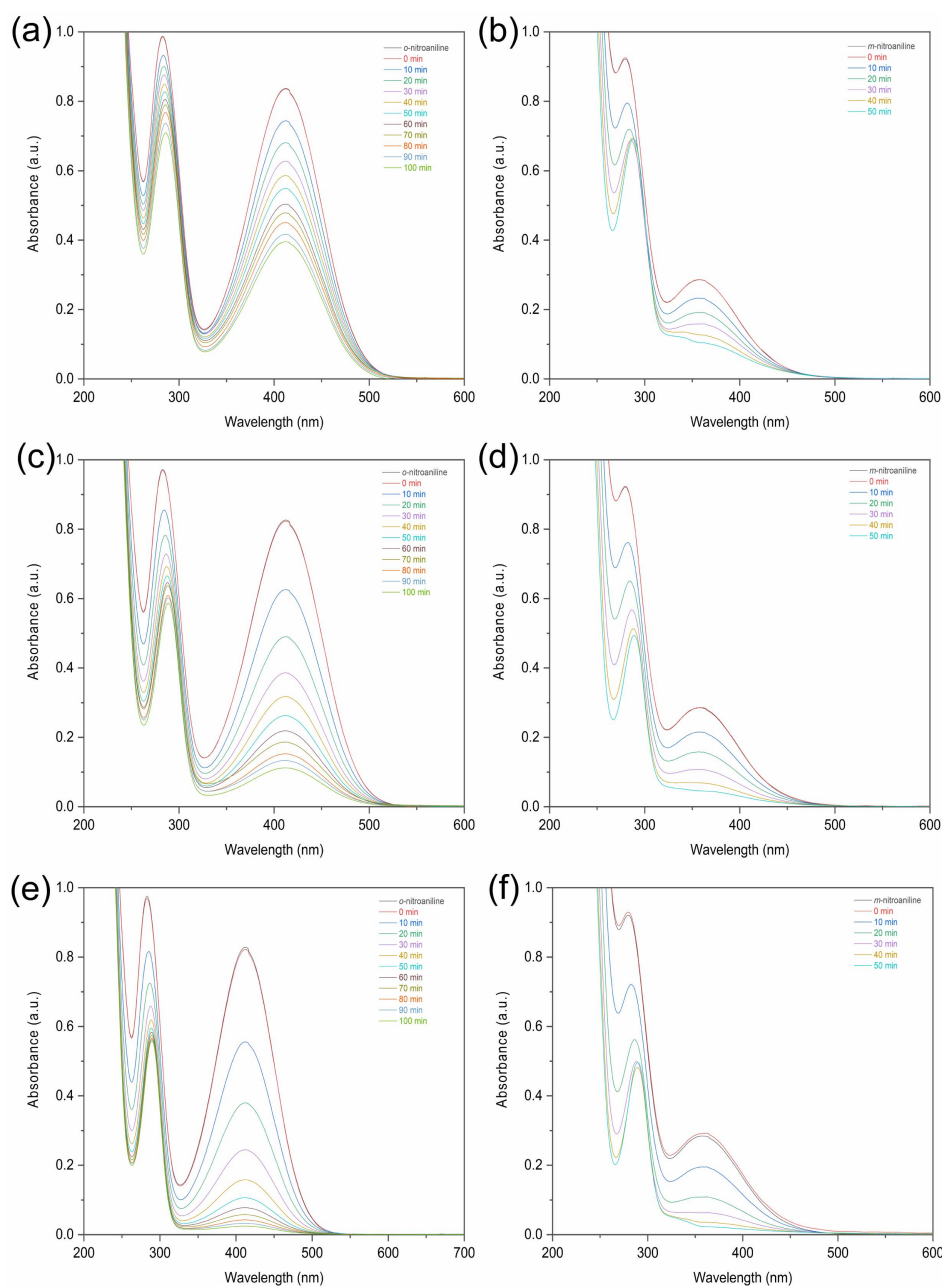 (a)
1.0
0.8
0.6
0.4
0.2
0.0
200 300 400 500 600
Absorbance (a.u.)
Wavelength (nm)
o-nitroaniline
0 min
10 min
20 min
30 min
40 min
50 min
60 min
70 min
80 min
90 min
100 min
(b)
1.0
0.8
0.6
0.4
0.2
0.0
200 300 400 500 600
Absorbance (a.u.)
Wavelength (nm)
m-nitroaniline
0 min
10 min
20 min
30 min
40 min
50 min
(c)
1.0
0.8
0.6
0.4
0.2
0.0
200 300 400 500 600
Absorbance (a.u.)
Wavelength (nm)
o-nitroaniline
0 min
10 min
20 min
30 min
40 min
50 min
60 min
70 min
80 min
90 min
100 min
(d)
1.0
0.8
0.6
0.4
0.2
0.0
200 300 400 500 600
Absorbance (a.u.)
Wavelength (nm)
m-nitroaniline
0 min
10 min
20 min
30 min
40 min
50 min
(e)
1.0
0.8
0.6
0.4
0.2
0.0
200 300 400 500 600 700
Absorbance (a.u.)
Wavelength (nm)
o-nitroaniline
0 min
10 min
20 min
30 min
40 min
50 min
60 min
70 min
80 min
90 min
100 min
(f)
1.0
0.8
0.6
0.4
0.2
0.0
200 300 400 500 600
Absorbance (a.u.)
Wavelength (nm)
m-nitroaniline
0 min
10 min
20 min
30 min
40 min
50 min